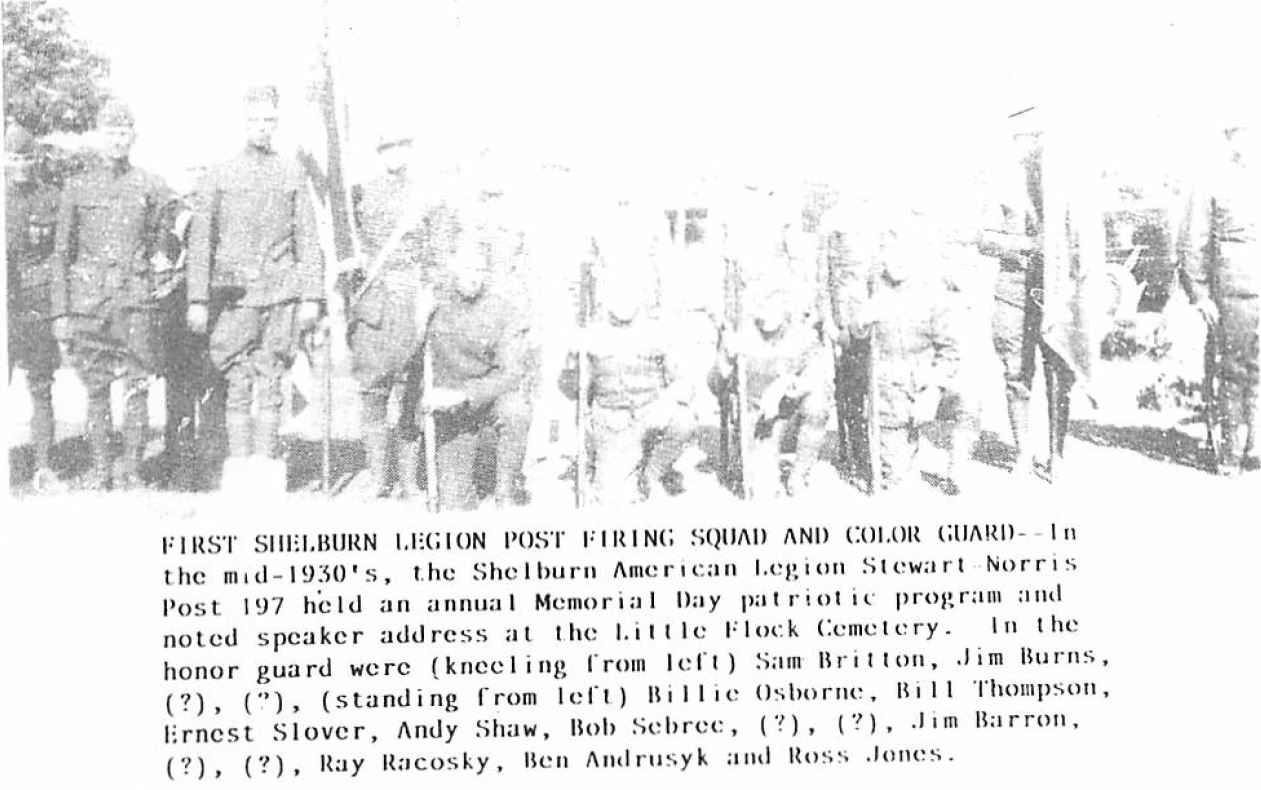 FIRST SHELBURN LEGION POST FIRING SQUAD AND COLOR GUARD--In
the mid-1930's, the Shelburn American Legion Stewart Norris
Post 197 held an annual Memorial Day patriotic program and
noted speaker address at the Little Flock Cemetery. In the
honor guard were (kneeling from left) Sam Britton, Jim Burns,
(?), (?), (standing from left) Billie Osborne, Bill Thompson,
Ernest Slover, Andy Shaw, Bob Sebree, (?), (?), Jim Barron,
(?), (?), Ray Racosky, Ben Andrusyk and Ross Jones.